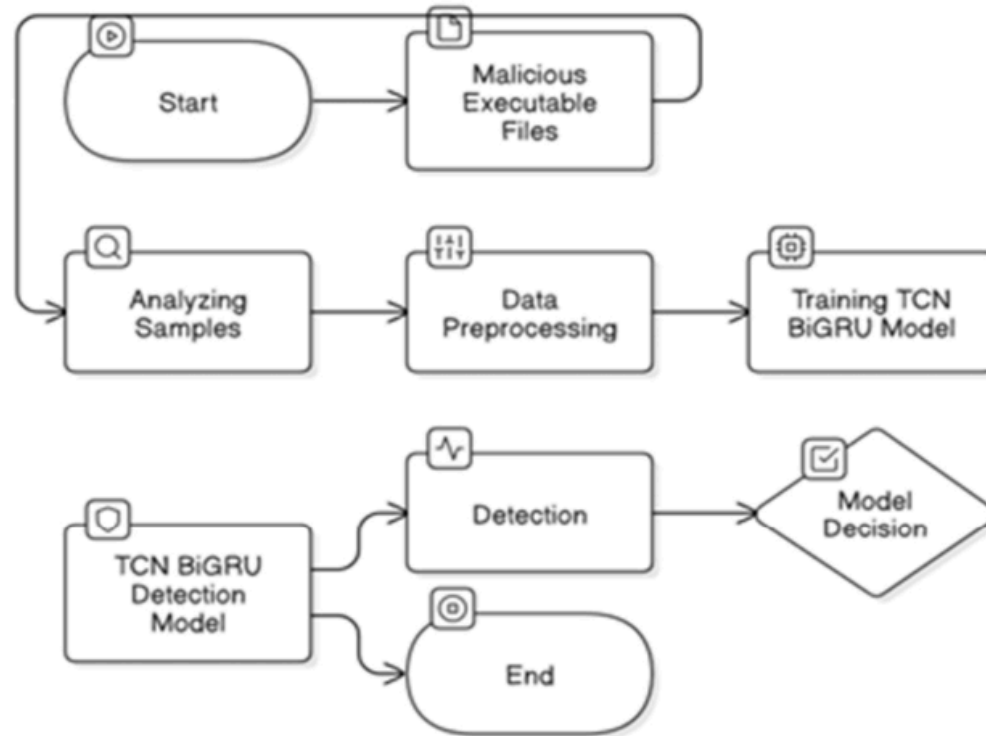 Start
Malicious
Executable
Files
Analyzing
Samples
Data
Preprocessing
Training TCN
BiGRU Model
TCN BiGRU
Detection
Model
Detection
Model
Decision
End